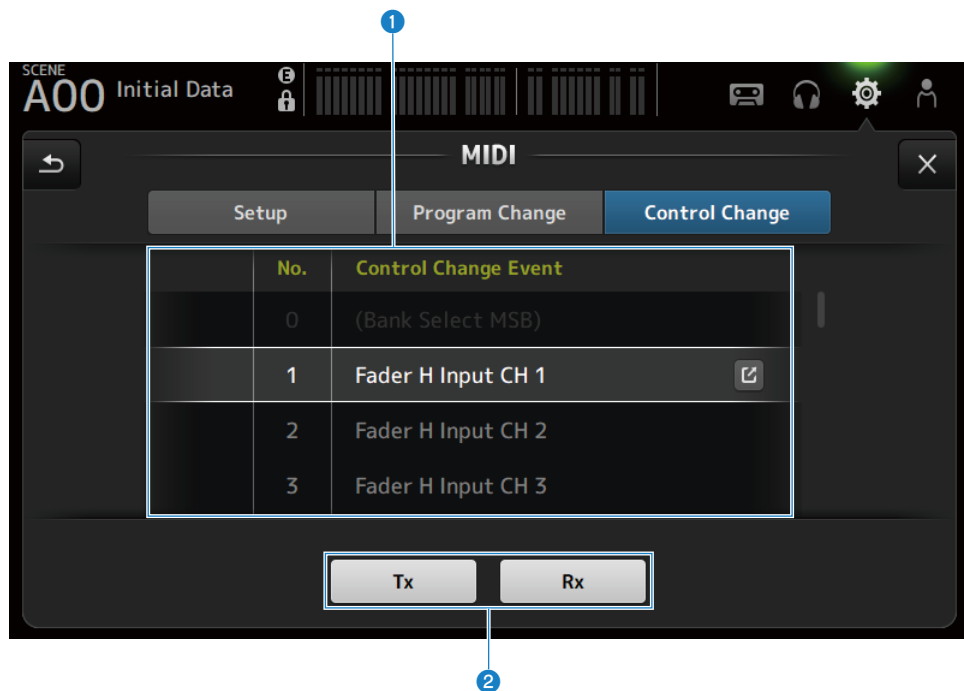 1
SCENE
A00 Initial Data E
MIDI
Setup Program Change Control Change
No. Control Change Event
0 (Bank Select MSB)
1 Fader H Input CH 1
2 Fader H Input CH 2
3 Fader H Input CH 3
Tx Rx
2